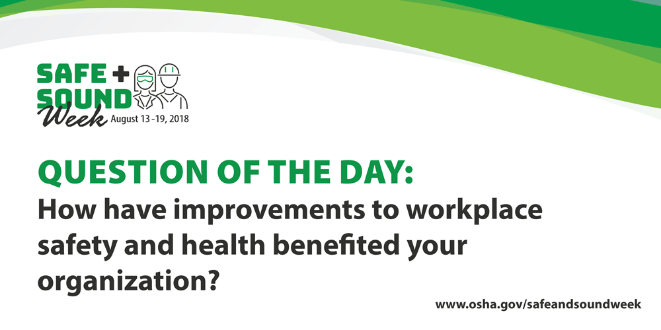 SAFE +
SOUND
Week August 13-19, 2018
QUESTION OF THE DAY:
How have improvements to workplace
safety and health benefited your
organization?
www.osha.gov/safeandsoundweek